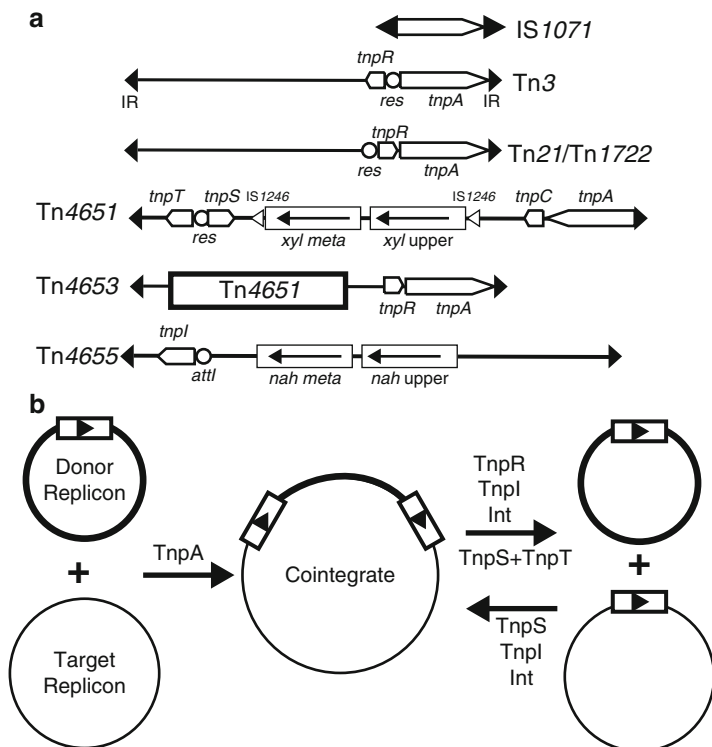 a
IS1071
tnpR
Tn3
IR
res
tnpA
IR
tnpR
Tn21/Tn1722
res
tnpA
tnpT
tnpS
IS1246
IS1246
tnpC
tnpA
Tn4651
res
xyl meta
xyl upper
Tn4653
Tn4651
tnpR
tnpA
tnpI
Tn4655
attI
nah meta
nah upper
b
Donor
Replicon
+
Target
Replicon
TnpA
Cointegrate
TnpR
TnpI
Int
TnpS+TnpT
TnpS
TnpI
Int
+